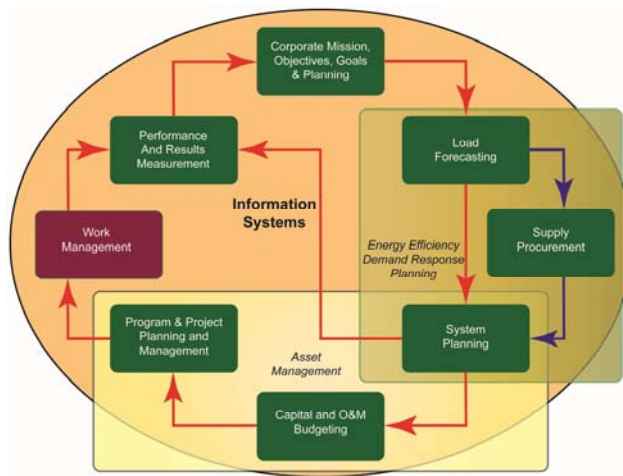 Corporate Mission,
Objectives, Goals
& Planning
Performance
And Results
Measurement
Load
Forecasting
Information
Systems
Work
Management
Supply
Procurement
Energy Efficiency
Demand Response
Planning
Program & Project
Planning and
Management
System
Planning
Asset
Management
Capital and O&M
Budgeting